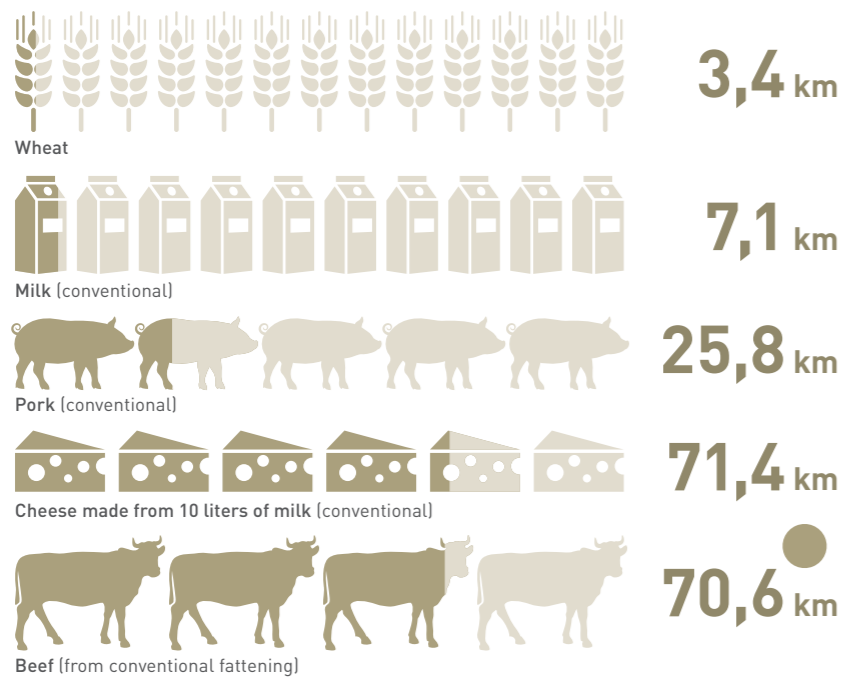 3,4 km
Wheat
7,1 km
Milk (conventional)
25,8 km
Pork (conventional)
71,4 km
Cheese made from 10 liters of milk (conventional)
70,6 km
Beef (from conventional fattening)